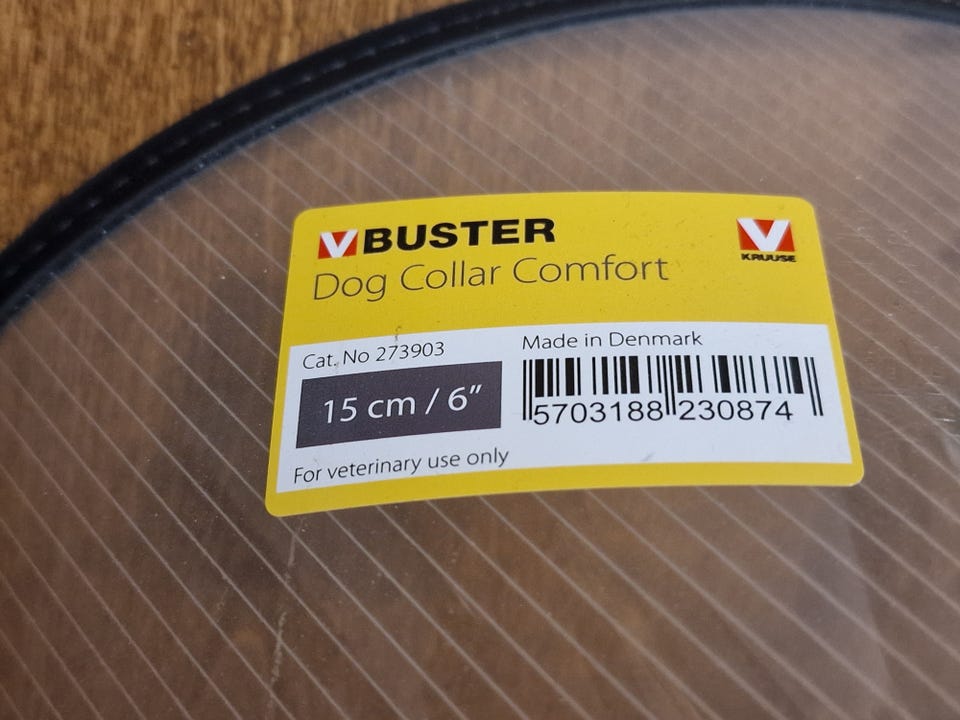 V BUSTER
Dog Collar Comfort
V
KRUUSE
Cat. No 273903
15 cm / 6”
For veterinary use only
Made in Denmark
5703188 230874